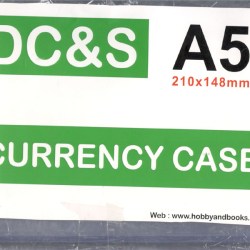 DC&S
A5
210x148mm
CURRENCY CASE
Web : www.hobbyandbooks.